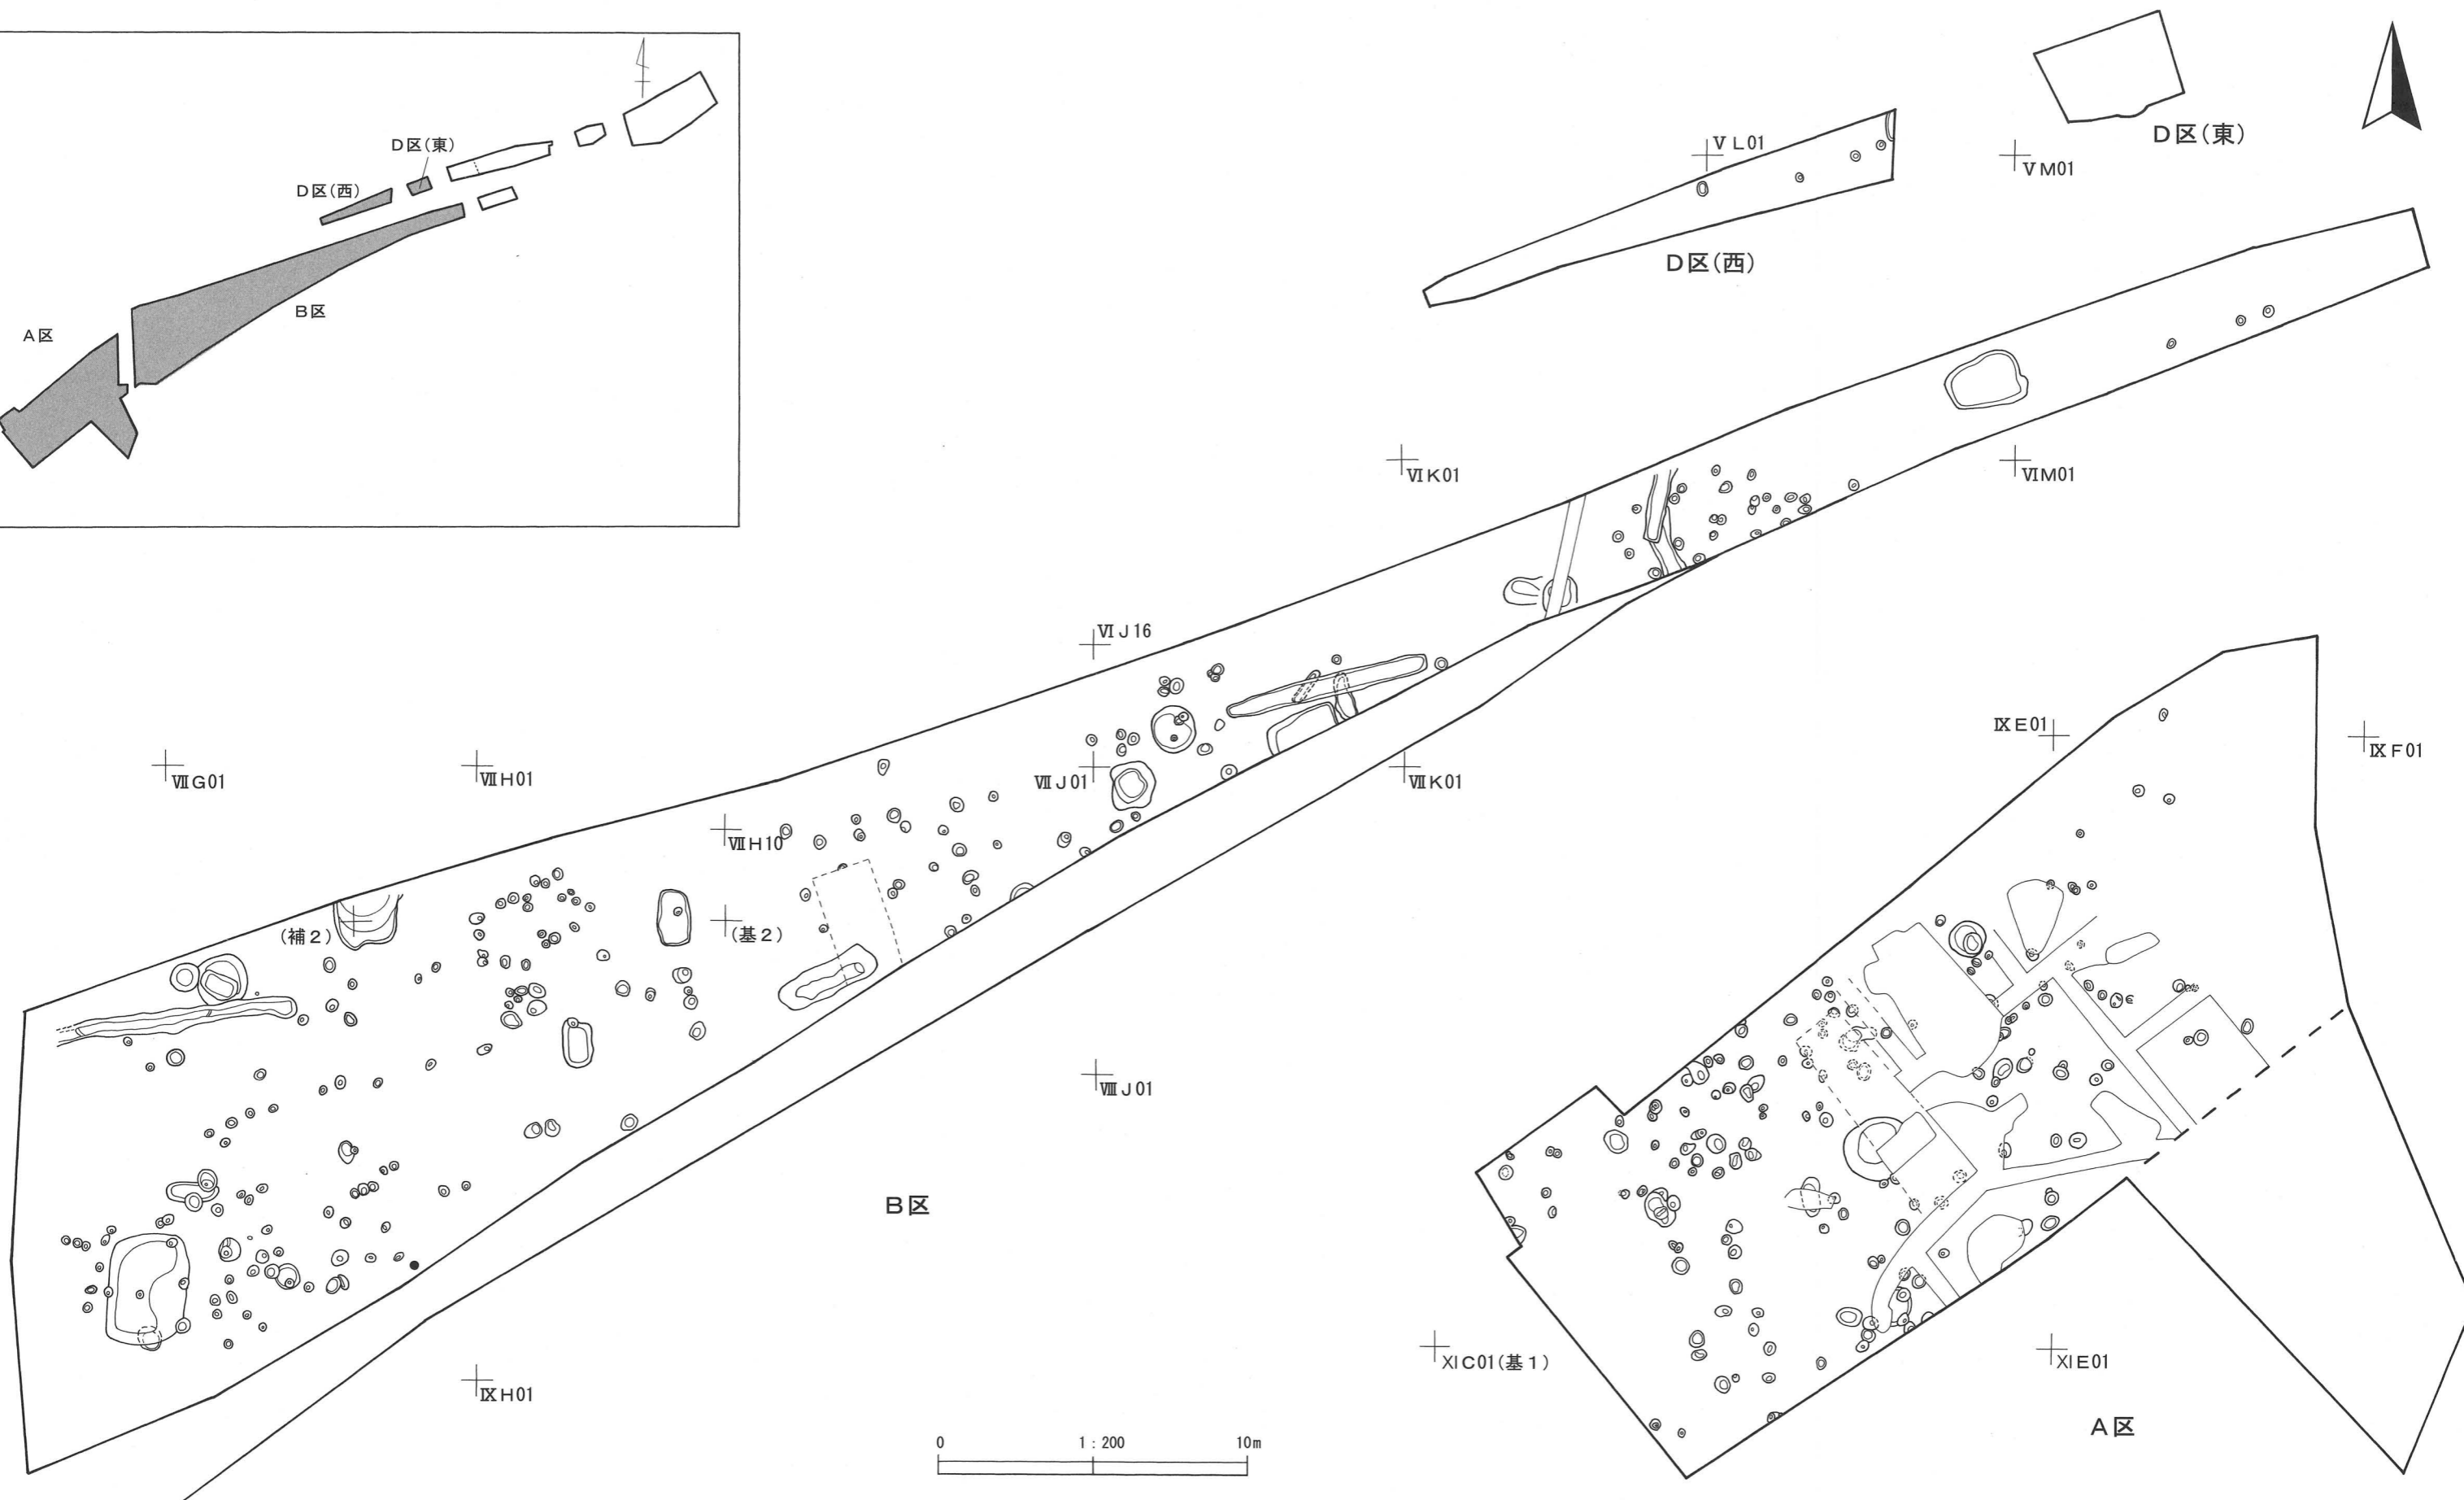 D区(東)
D区(西)
B区
A区
D区(東)
ⅤL01
ⅤM01
D区(西)
ⅥK01
ⅥM01
ⅥJ16
ⅨE01
ⅨF01
ⅦG01
ⅦH01
ⅦJ01
ⅦK01
ⅦH10
(補2)
(基2)
ⅧJ01
B区
ⅨH01
ⅪC01(基1)
ⅪE01
A区
0 1:200 10m